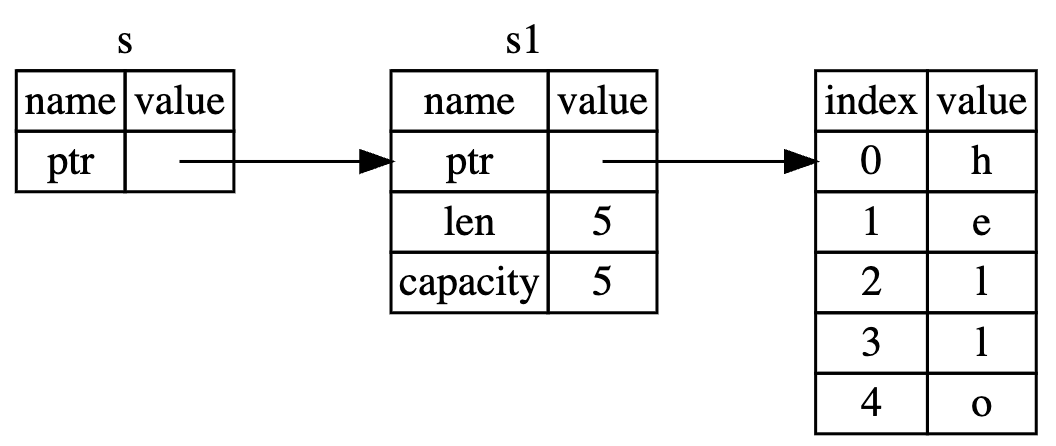 s s1
name value name value index value
ptr ptr 0 h
len 5 1 e
capacity 5 2 l
3 l
4 o